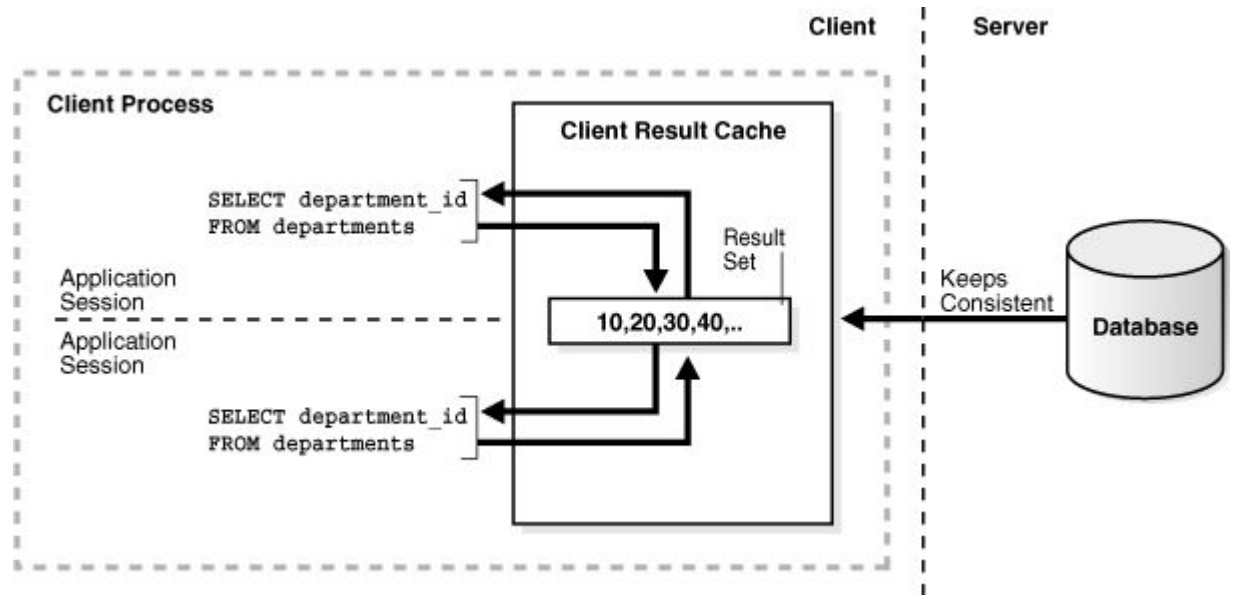 Client
Server
Client Process
Client Result Cache
SELECT department_id
FROM departments
Result
Set
Application
Session
Keeps
Consistent
10,20,30,40,..
Database
Application
Session
SELECT department_id
FROM departments